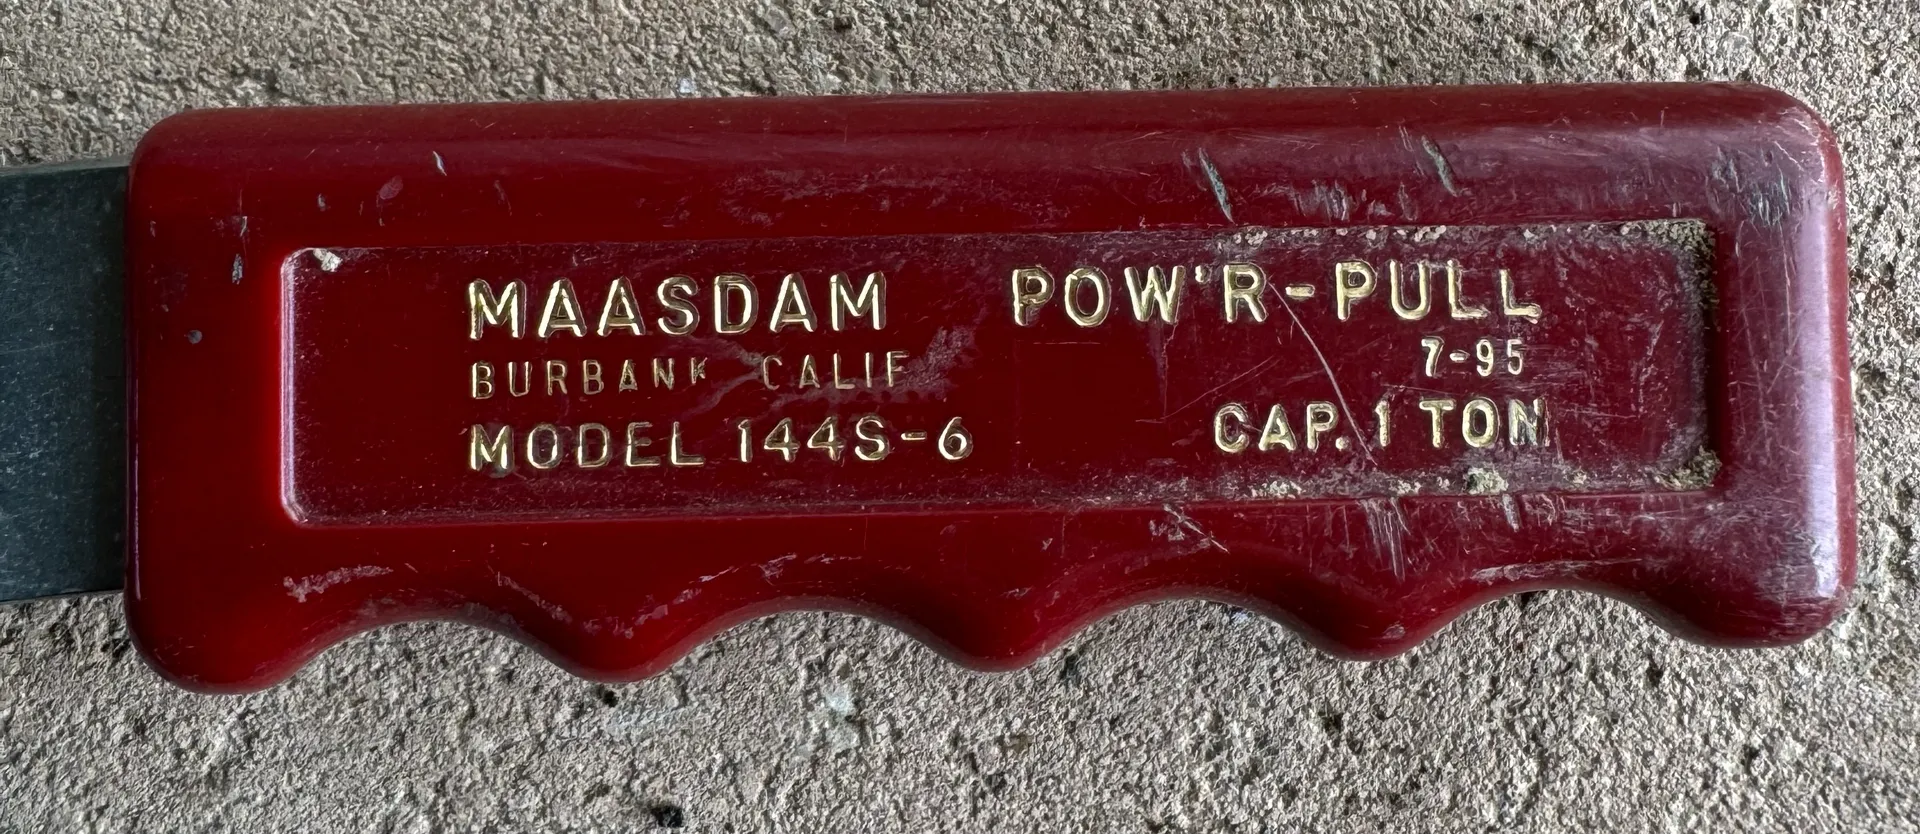 MAASDAM POW'R-PULL
BURBANK CALIF 7-95
MODEL 144S-6 CAP. 1 TON